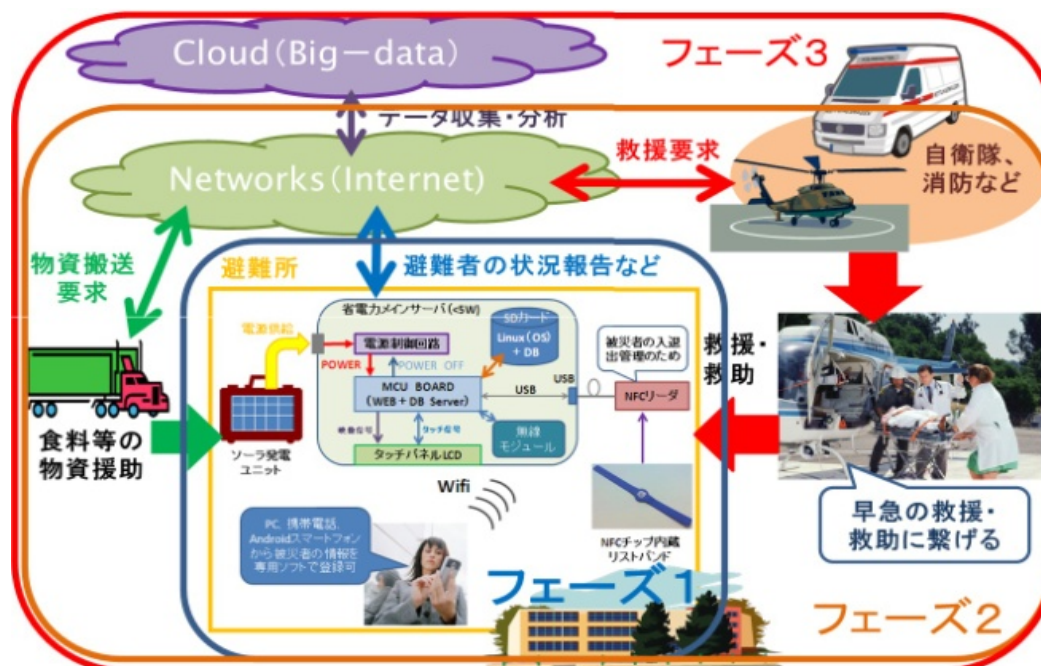 Cloud(Big－data)
フェーズ3
データ収集・分析
Networks(Internet)
救援要求
自衛隊、
消防など
物資搬送
要求
避難所
避難者の状況報告など
省電力メインサーバ(<5W)
電源供給
電源制御回路
SDカード
Linux(OS)
+ DB
被災者の入退
出管理のため
救援・
救助
POWER
POWER OFF
MCU BOARD
(WEB+DB Server)
USB
USB
NFCリーダ
映像信号
タッチ信号
無線
モジュール
タッチパネルLCD
ソーラ発電
ユニット
食料等の
物資援助
Wifi
PC、携帯電話、
Androidスマートフォン
から被災者の情報を
専用ソフトで登録可
NFCチップ内蔵
リストバンド
早急の救援・
救助に繋げる
フェーズ1
フェーズ2